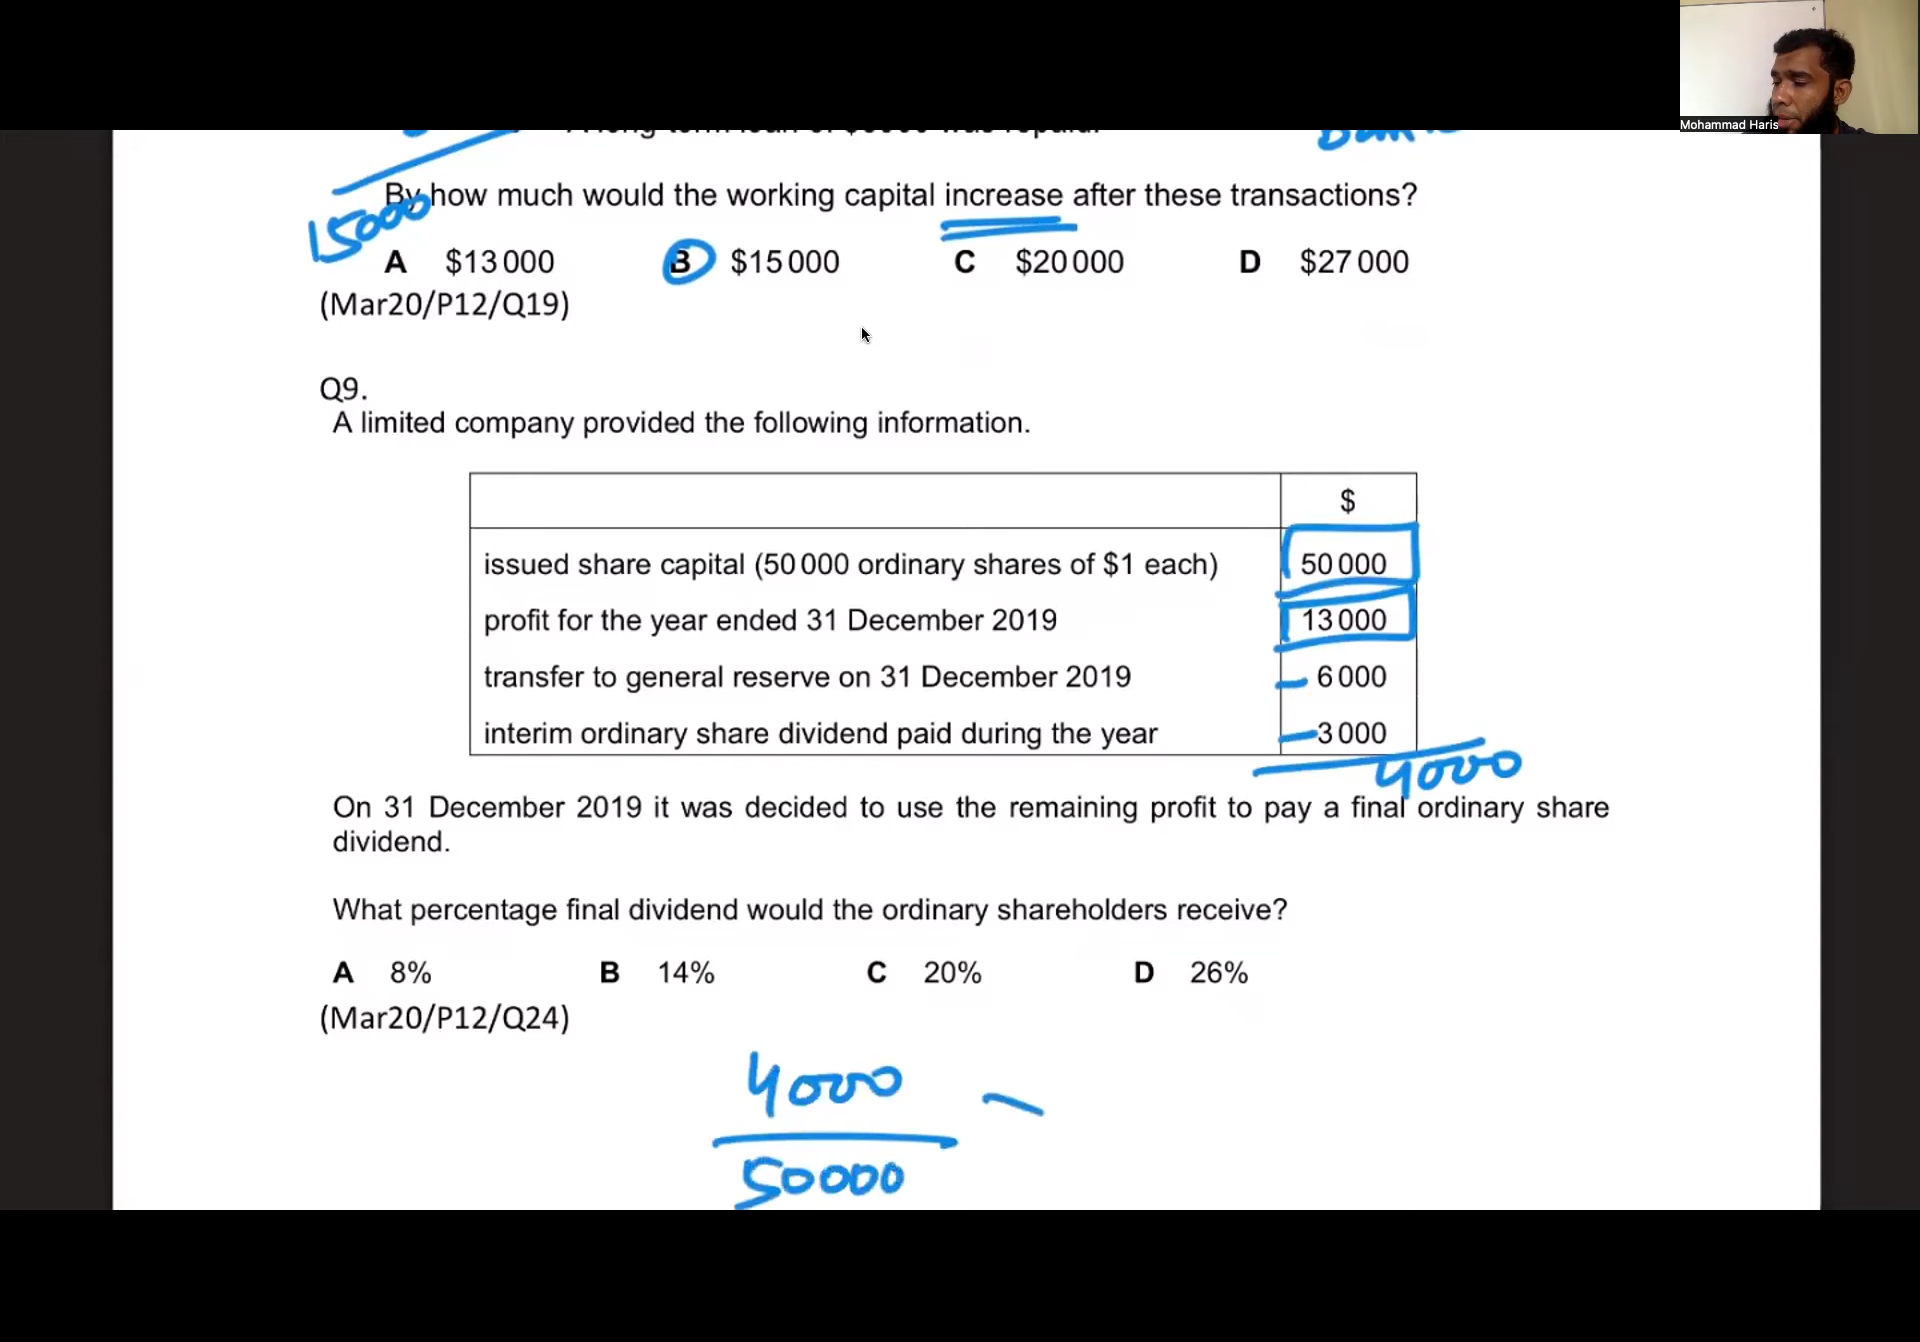 Mohammad Haris
By how much would the working capital increase after these transactions?
15000
A $13 000 B $15 000 C $20 000 D $27 000
(Mar20/P12/Q19)
Q9.
A limited company provided the following information.
$
issued share capital (50 000 ordinary shares of $1 each) 50 000
profit for the year ended 31 December 2019 13 000
transfer to general reserve on 31 December 2019 – 6 000
interim ordinary share dividend paid during the year – 3 000
4000
On 31 December 2019 it was decided to use the remaining profit to pay a final ordinary share
dividend.
What percentage final dividend would the ordinary shareholders receive?
A 8% B 14% C 20% D 26%
(Mar20/P12/Q24)
4000
50000